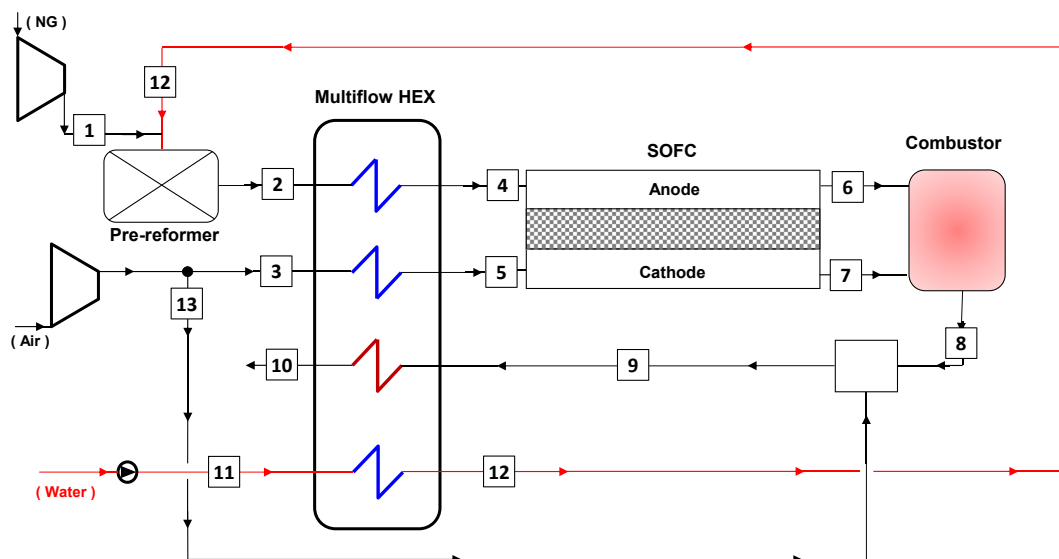 ( NG )
12
Multiflow HEX
1
SOFC
Combustor
2
4
Anode
6
Pre-reformer
3
5
Cathode
7
13
( Air )
8
10
9
11
12
( Water )